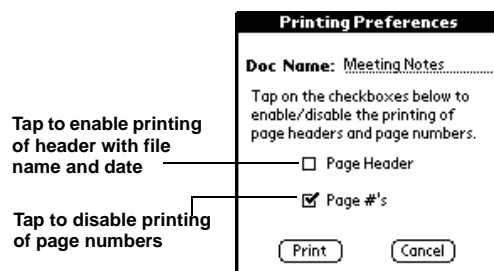 Printing Preferences
Doc Name: Meeting Notes
Tap on the checkboxes below to
enable/disable the printing of
page headers and page numbers.
Tap to enable printing
of header with file
name and date
Page Header
Page #'s
Tap to disable printing
of page numbers
Print Cancel